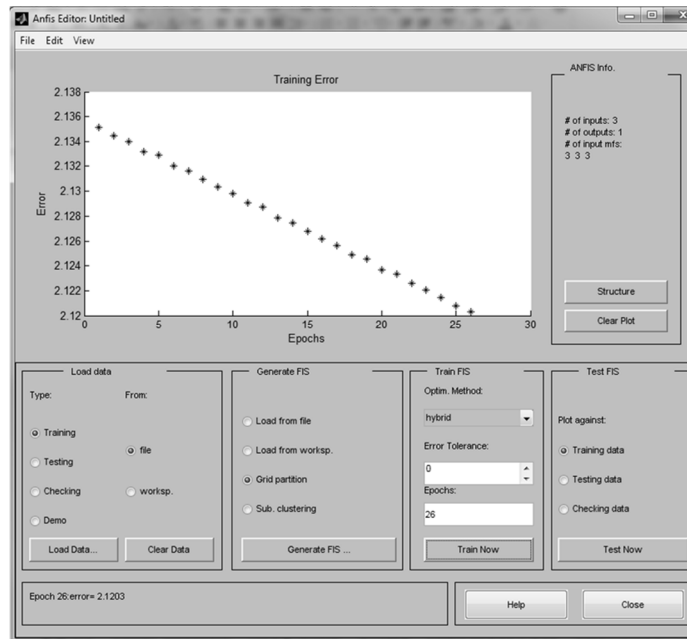 Anfis Editor: Untitled
File Edit View
Training Error
2.138
2.136
2.134
2.132
2.13
2.128
2.126
2.124
2.122
2.12
Error
0 5 10 15 20 25 30
Epochs
ANFIS Info.
# of inputs: 3
# of outputs: 1
# of input mfs:
3 3 3
Structure
Clear Plot
Load data
Type:
From:
Training
Testing
Checking
Demo
file
worksp.
Load Data...
Clear Data
Generate FIS
Load from file
Load from worksp.
Grid partition
Sub. clustering
Generate FIS ...
Train FIS
Optim. Method:
hybrid
Error Tolerance:
0
Epochs:
26
Train Now
Test FIS
Plot against:
Training data
Testing data
Checking data
Test Now
Epoch 26:error= 2.1203
Help
Close